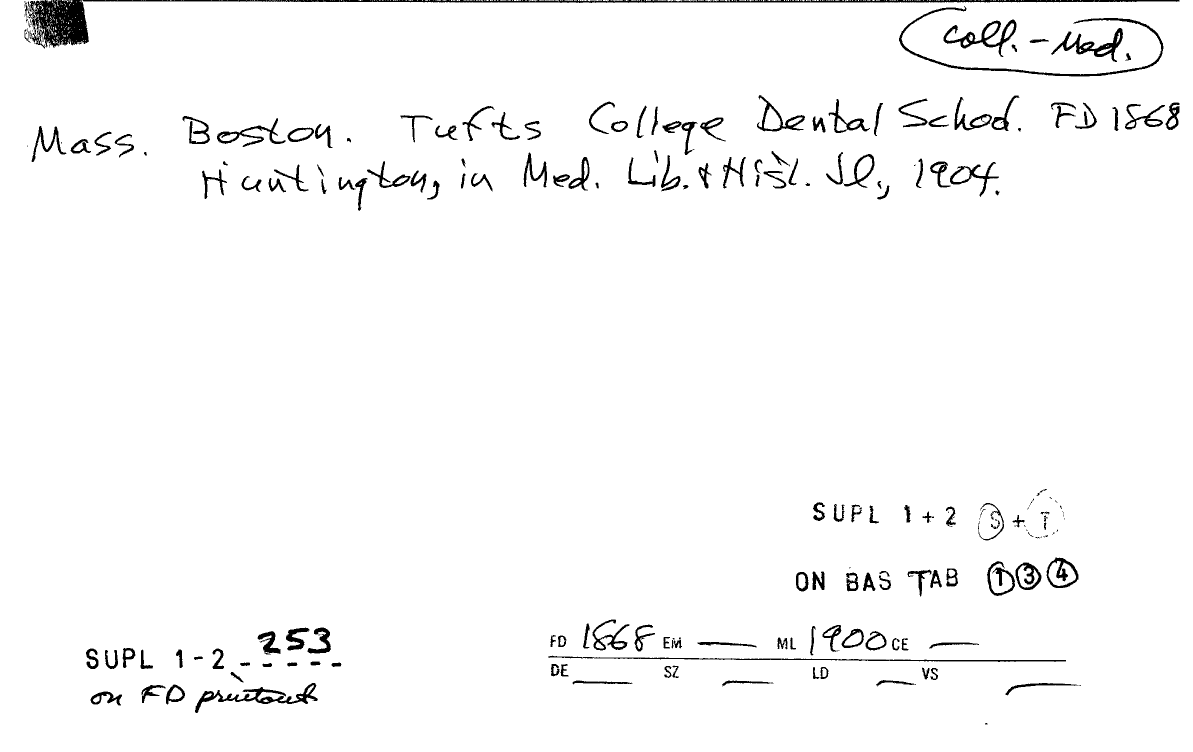 Coll.-Med.
Mass. Boston. Tufts College Dental School. FD 1868
Huntington, in Med. Lib. & Hist. Jl., 1904.
SUPL 1+2 S + T
ON BAS TAB 1 3 4
SUPL 1-2 253
on FD printout
FD 1868 EM — ML 1900 CE —
DE — SZ — LD — VS —